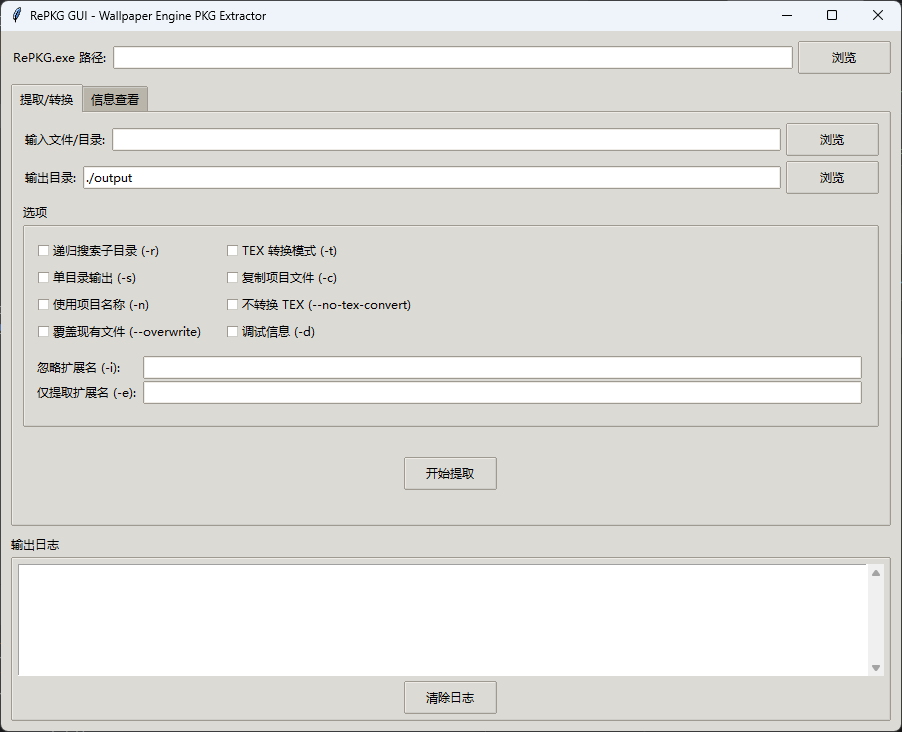 RePKG GUI - Wallpaper Engine PKG Extractor
RePKG.exe 路径: 浏览
提取/转换 信息查看
输入文件/目录: 浏览
输出目录: ./output 浏览
选项
递归搜索子目录 (-r) TEX 转换模式 (-t)
单目录输出 (-s) 复制项目文件 (-c)
使用项目名称 (-n) 不转换 TEX (--no-tex-convert)
覆盖现有文件 (--overwrite) 调试信息 (-d)
忽略扩展名 (-i):
仅提取扩展名 (-e):
开始提取
输出日志
清除日志